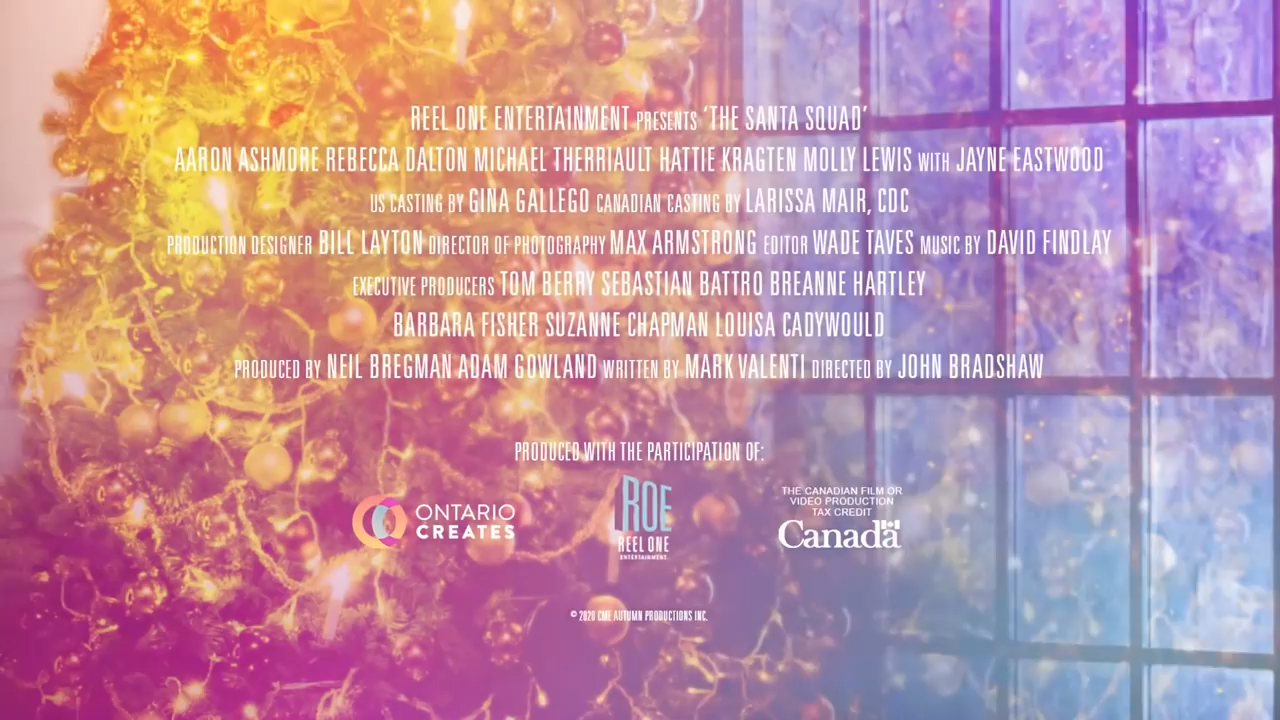 REEL ONE ENTERTAINMENT PRESENTS ‘THE SANTA SQUAD’
AARON ASHMORE REBECCA DALTON MICHAEL THERRIAULT HATTIE KRAGTEN MOLLY LEWIS WITH JAYNE EASTWOOD
US CASTING BY GINA GALLEGO CANADIAN CASTING BY LARISSA MAIR, CDC
PRODUCTION DESIGNER BILL LAYTON DIRECTOR OF PHOTOGRAPHY MAX ARMSTRONG EDITOR WADE TAVES MUSIC BY DAVID FINDLAY
EXECUTIVE PRODUCERS TOM BERRY SEBASTIAN BATTRO BREANNE HARTLEY
BARBARA FISHER SUZANNE CHAPMAN LOUISA CADYWOULD
PRODUCED BY NEIL BREGMAN ADAM GOWLAND WRITTEN BY MARK VALENTI DIRECTED BY JOHN BRADSHAW
PRODUCED WITH THE PARTICIPATION OF:
ONTARIO
CREATES
ROE
REEL ONE
ENTERTAINMENT
THE CANADIAN FILM OR
VIDEO PRODUCTION
TAX CREDIT
Canada
© 2020 CME AUTUMN PRODUCTIONS INC.